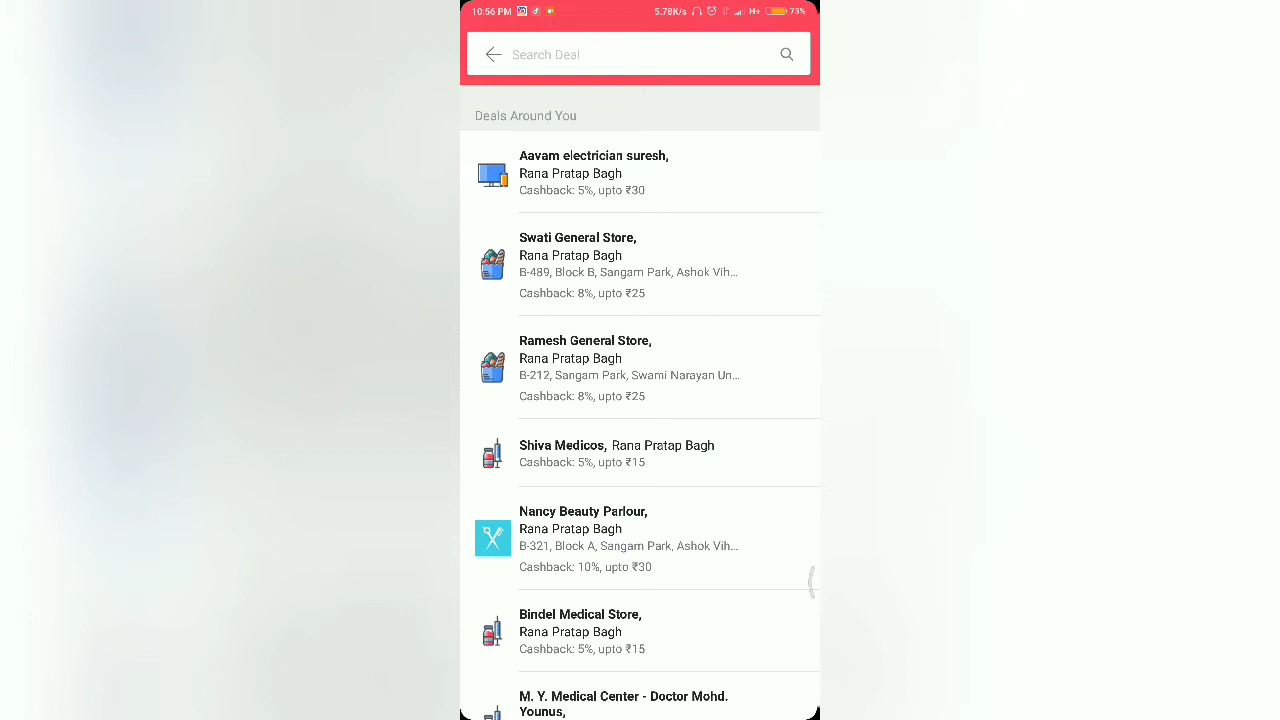 10:56 PM 5.78K/s H+ 73%
Search Deal
Deals Around You
Aavam electrician suresh,
Rana Pratap Bagh
Cashback: 5%, upto ₹30
Swati General Store,
Rana Pratap Bagh
B-489, Block B, Sangam Park, Ashok Vih...
Cashback: 8%, upto ₹25
Ramesh General Store,
Rana Pratap Bagh
B-212, Sangam Park, Swami Narayan Un...
Cashback: 8%, upto ₹25
Shiva Medicos, Rana Pratap Bagh
Cashback: 5%, upto ₹15
Nancy Beauty Parlour,
Rana Pratap Bagh
B-321, Block A, Sangam Park, Ashok Vih...
Cashback: 10%, upto ₹30
Bindel Medical Store,
Rana Pratap Bagh
Cashback: 5%, upto ₹15
M. Y. Medical Center - Doctor Mohd.
Younus,